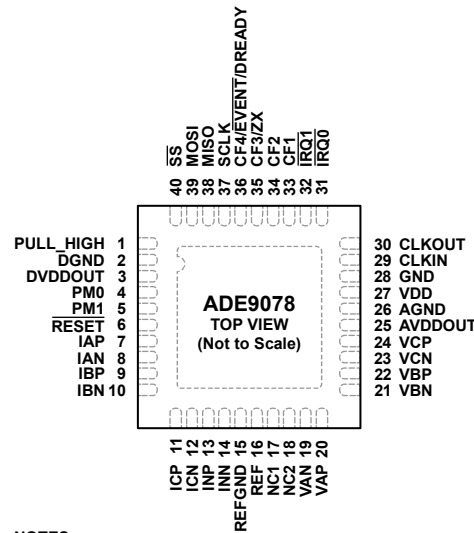 SS
40
MOSI
39
MISO
38
SCLK
37
CF4/EVENT/DREADY
36
CF3/ZX
35
CF2
34
CF1
33
IRQ1
32
IRQ0
31
PULL_HIGH 1
DGND 2
DVDDOUT 3
PM0 4
PM1 5
RESET 6
IAP 7
IAN 8
IBP 9
IBN 10
ADE9078
TOP VIEW
(Not to Scale)
30 CLKOUT
29 CLKIN
28 GND
27 VDD
26 AGND
25 AVDDOUT
24 VCP
23 VCN
22 VBP
21 VBN
ICP 11
ICN 12
INP 13
INN 14
REFGND 15
REF 16
NC1 17
NC2 18
VAN 19
VAP 20